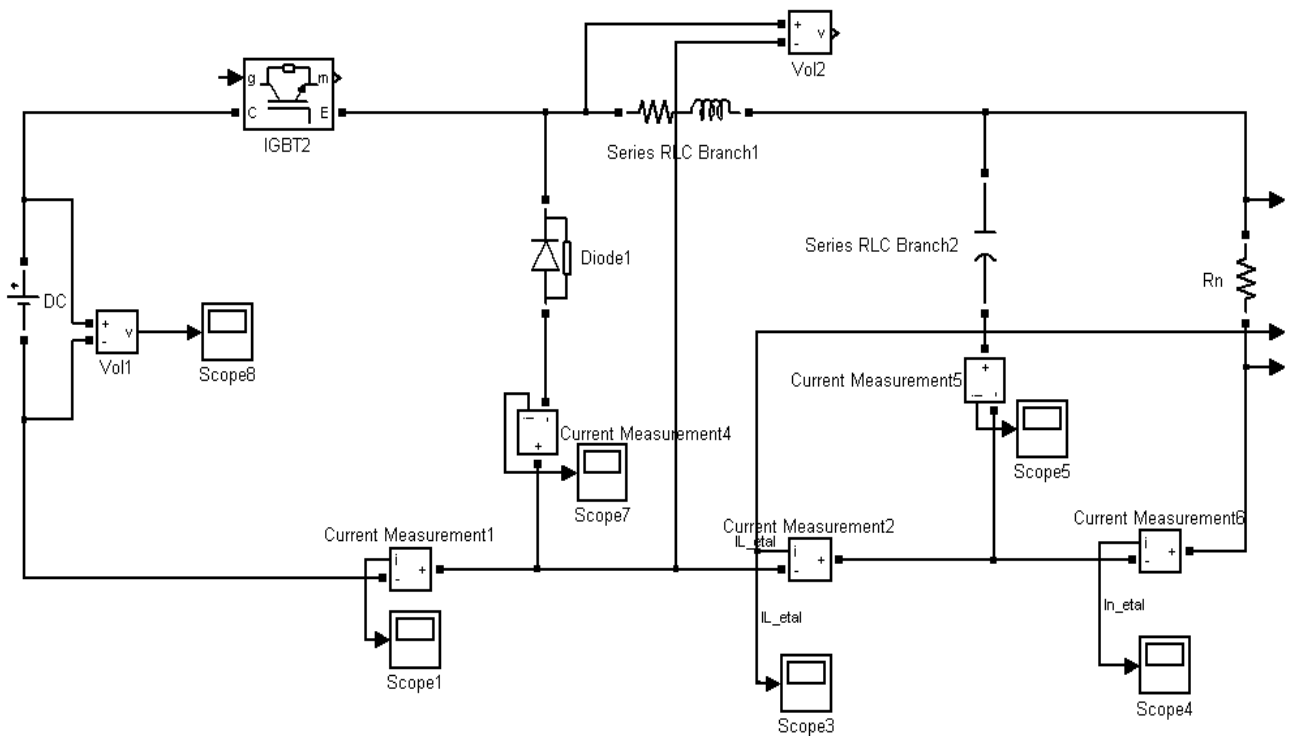 +
v
-
Vol2
g
m
C
E
IGBT2
Series RLC Branch1
Series RLC Branch2
Diode1
Rn
+
DC
+
v
-
Vol1
Scope8
Current Measurement5
+
i
-
Scope5
Current Measurement4
i
-
+
Scope7
Current Measurement1
i
+
-
Scope1
Current Measurement2
IL_etal
i
+
-
IL_etal
Scope3
Current Measurement6
i
+
-
In_etal
Scope4